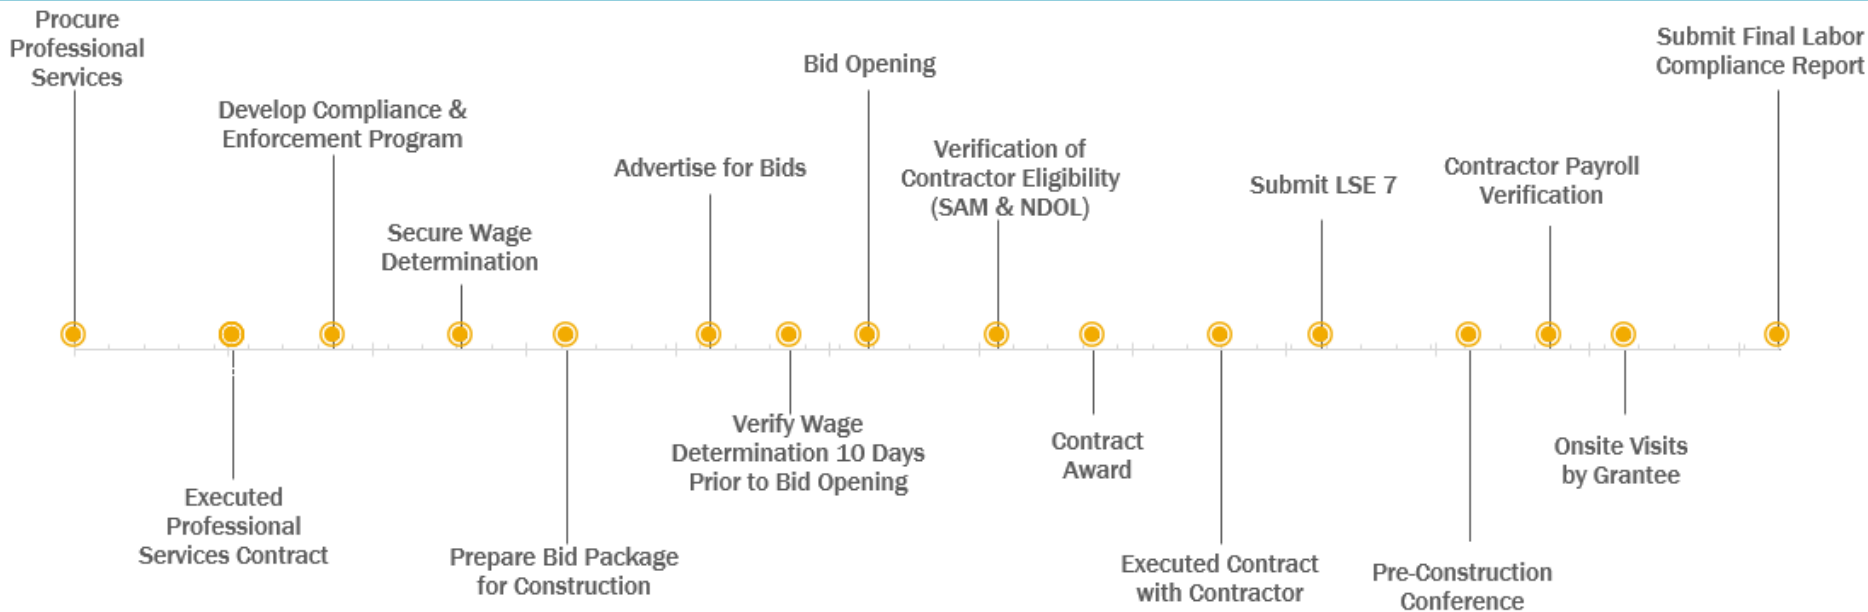 Procure
Professional
Services
Executed
Professional
Services Contract
Develop Compliance &
Enforcement Program
Secure Wage
Determination
Prepare Bid Package
for Construction
Advertise for Bids
Verify Wage
Determination 10 Days
Prior to Bid Opening
Bid Opening
Verification of
Contractor Eligibility
(SAM & NDOL)
Contract
Award
Executed Contract
with Contractor
Submit LSE 7
Pre-Construction
Conference
Contractor Payroll
Verification
Onsite Visits
by Grantee
Submit Final Labor
Compliance Report